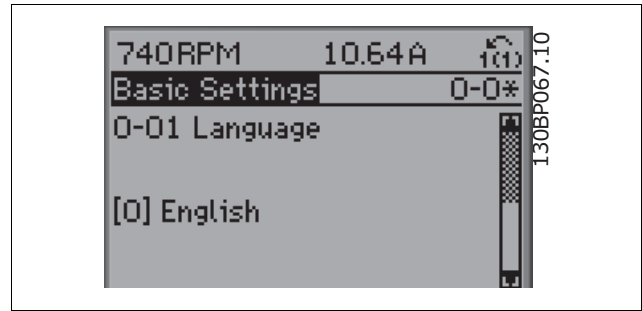 740RPM 10.64A 1(1)
Basic Settings 0-0*
0-01 Language
[0] English
130BP067.10